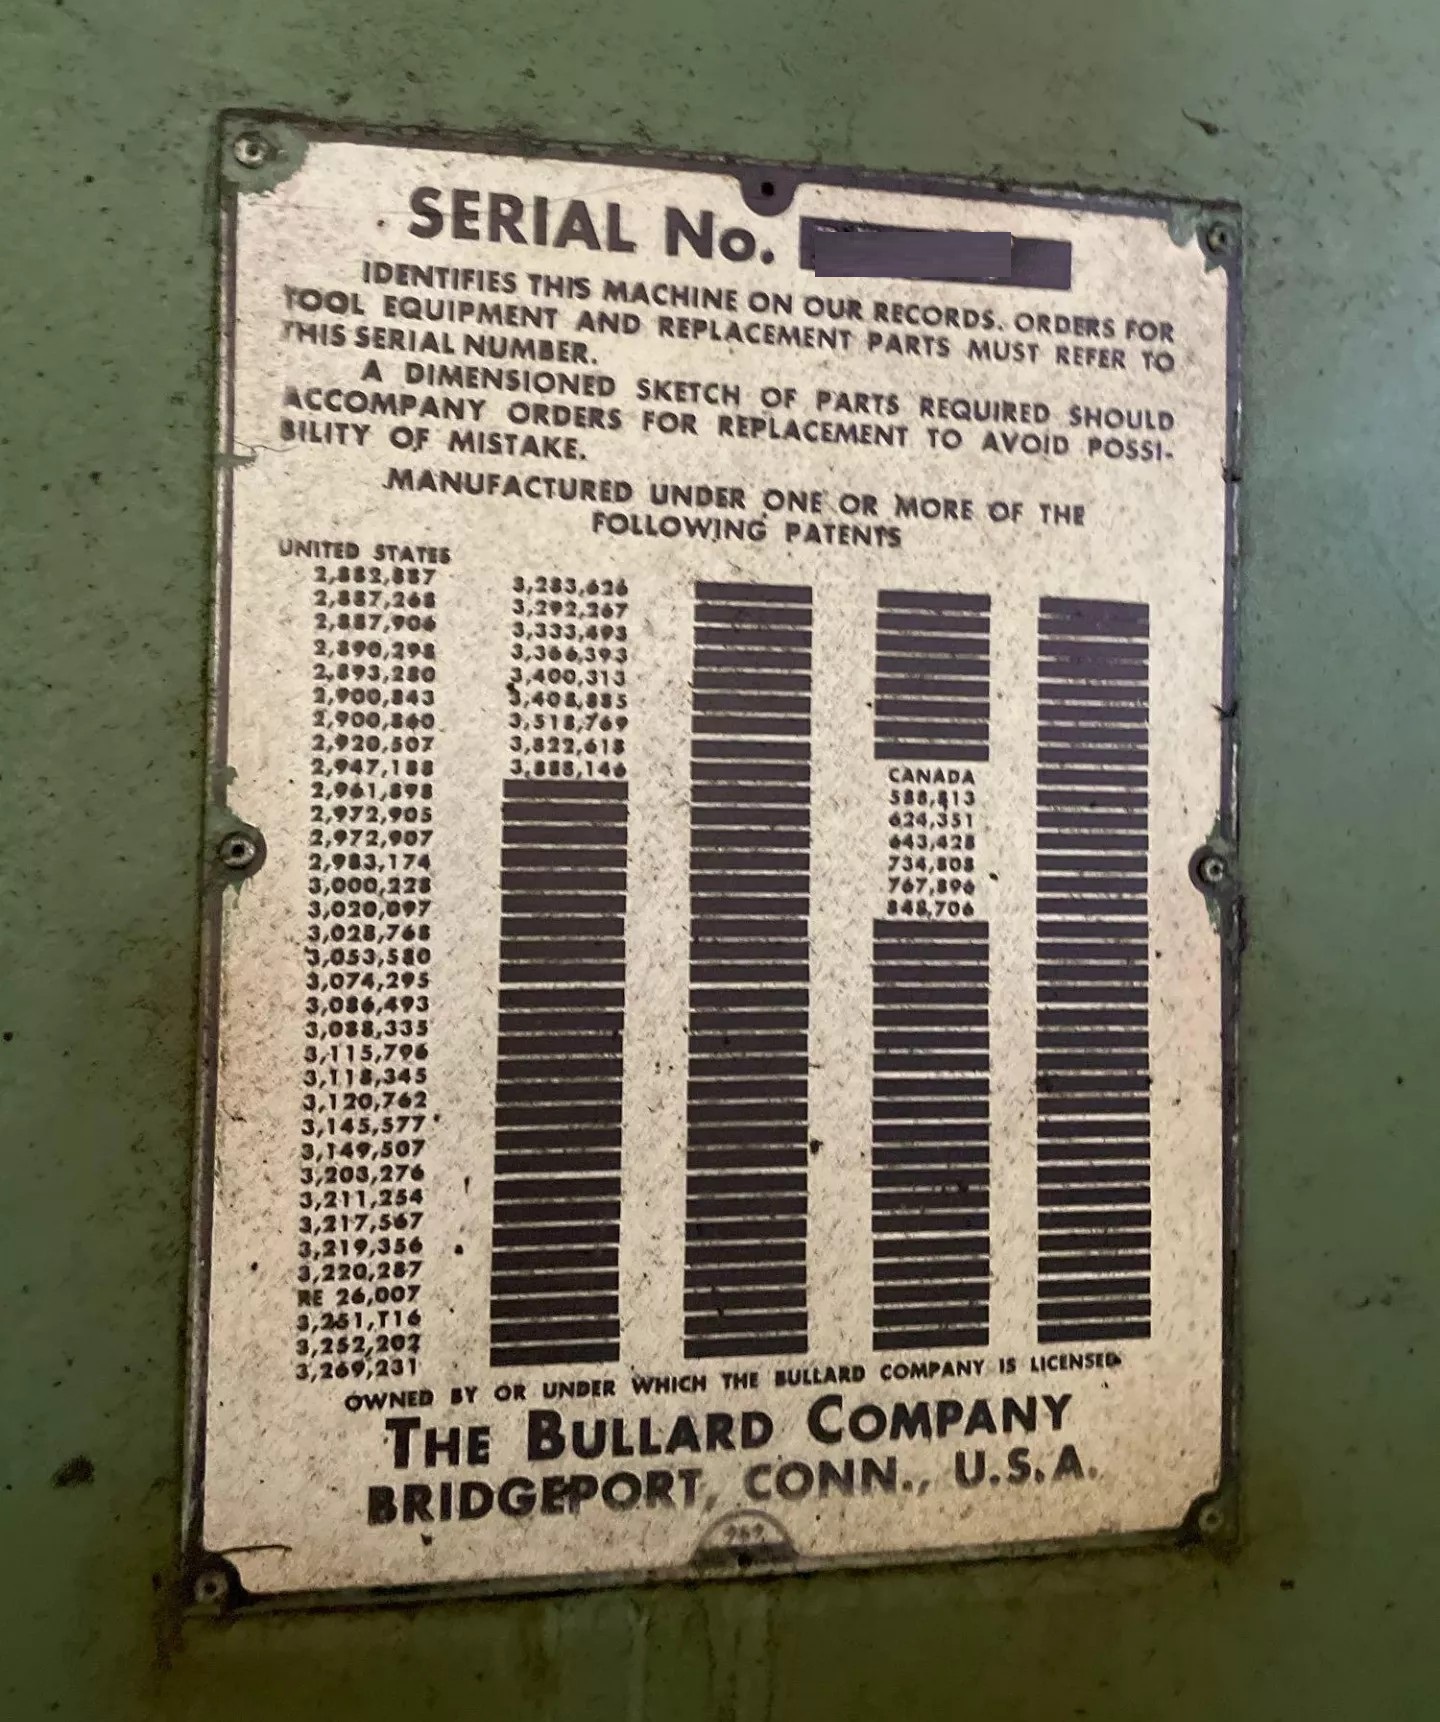 SERIAL No.
IDENTIFIES THIS MACHINE ON OUR RECORDS. ORDERS FOR
TOOL EQUIPMENT AND REPLACEMENT PARTS MUST REFER TO
THIS SERIAL NUMBER.
A DIMENSIONED SKETCH OF PARTS REQUIRED SHOULD
ACCOMPANY ORDERS FOR REPLACEMENT TO AVOID POSSI-
BILITY OF MISTAKE.
MANUFACTURED UNDER ONE OR MORE OF THE
FOLLOWING PATENTS
UNITED STATES
2,882,887
2,887,268
2,887,906
2,890,298
2,893,280
2,900,843
2,900,860
2,920,507
2,947,188
2,961,898
2,972,905
2,972,907
2,983,174
3,000,228
3,020,097
3,028,768
3,053,580
3,074,295
3,086,493
3,088,335
3,115,796
3,118,345
3,120,762
3,145,577
3,149,507
3,203,276
3,211,254
3,217,567
3,219,356
3,220,287
RE 26,007
3,251,T16
3,252,202
3,269,231
3,283,626
3,292,267
3,333,493
3,366,393
3,400,313
3,408,885
3,518,769
3,822,618
3,888,146
CANADA
588,813
624,351
643,428
734,808
767,896
848,706
OWNED BY OR UNDER WHICH THE BULLARD COMPANY IS LICENSED
THE BULLARD COMPANY
BRIDGEPORT, CONN., U.S.A.